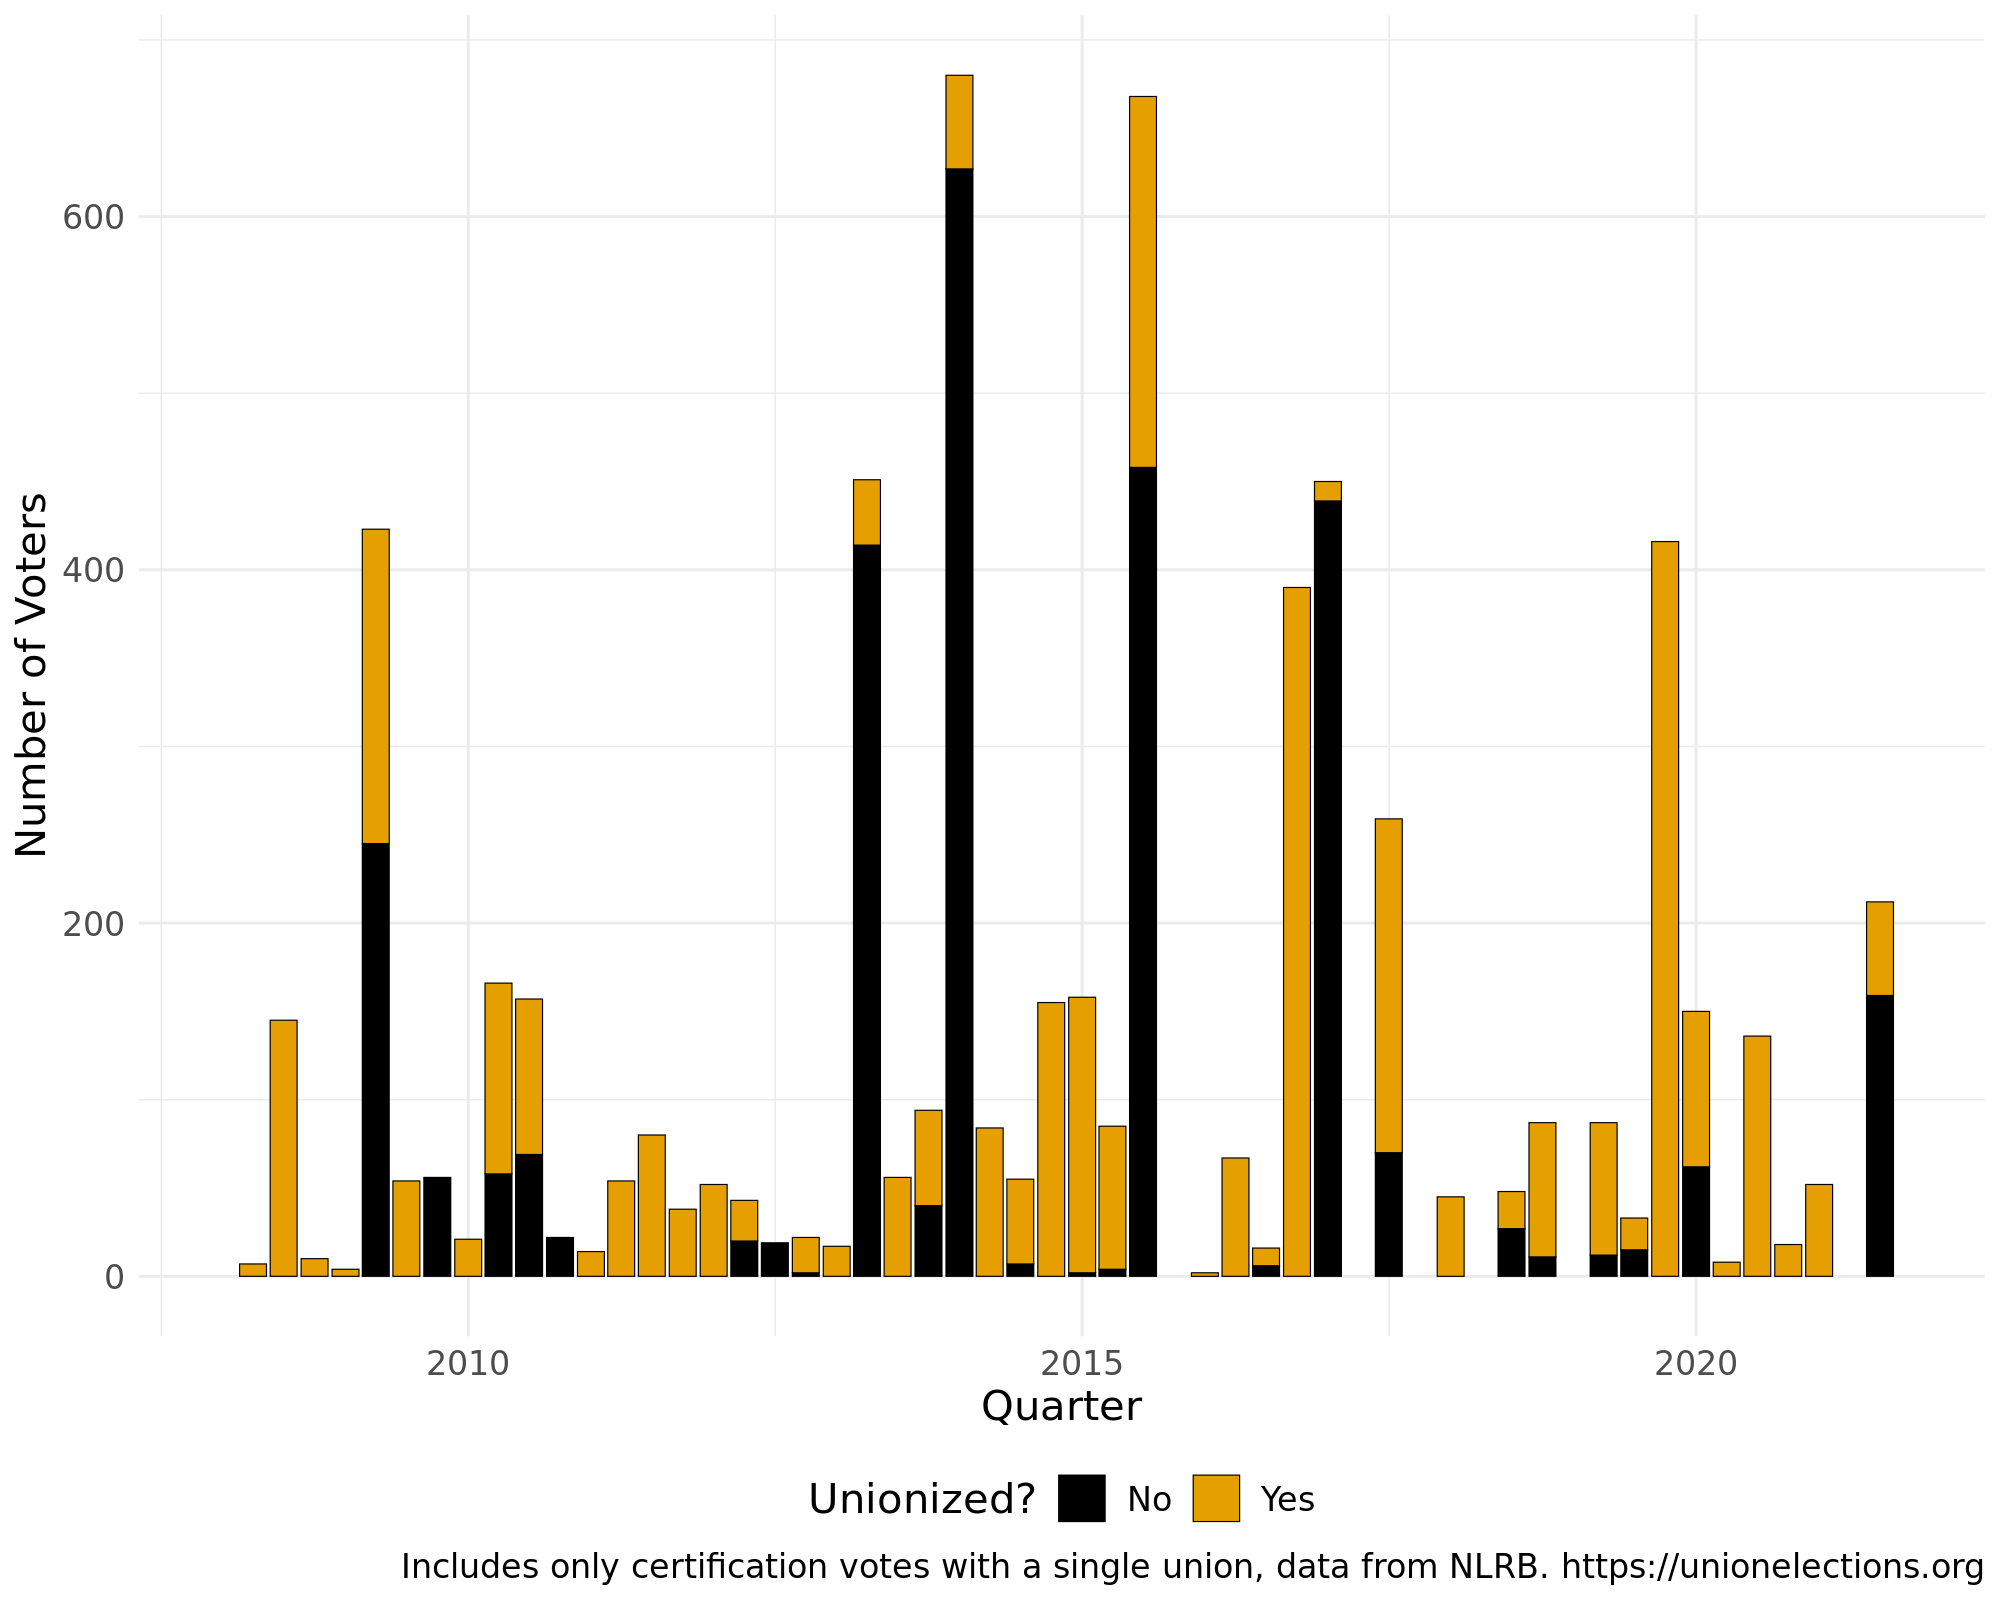 Number of Voters
600
400
200
0
2010 2015 2020
Quarter
Unionized? No Yes
Includes only certification votes with a single union, data from NLRB. https://unionelections.org